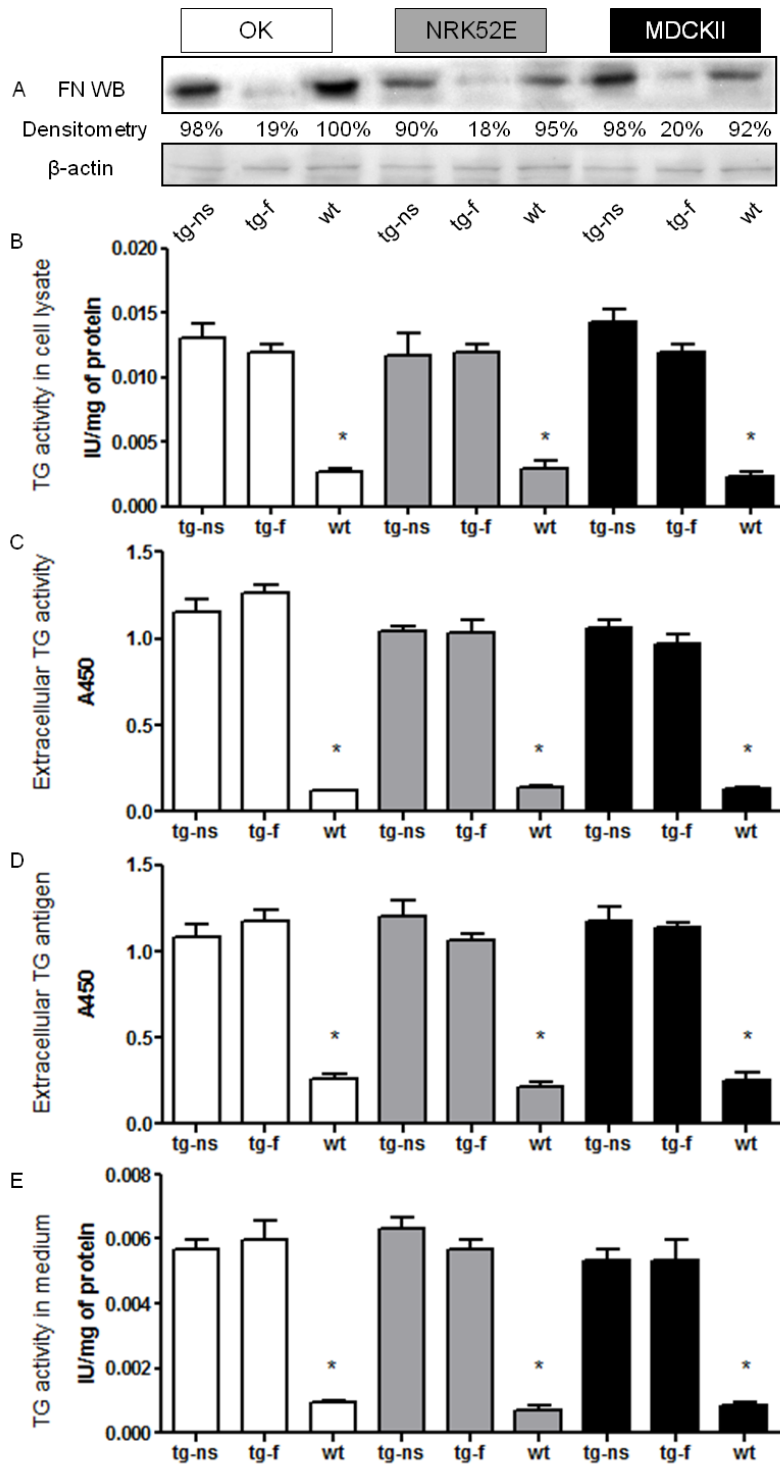 OK NRK52E MDCKII
A FN WB
Densitometry 98% 19% 100% 90% 18% 95% 98% 20% 92%
β-actin
tg-ns tg-f wt tg-ns tg-f wt tg-ns tg-f wt
B
TG activity in cell lysate
IU/mg of protein
0.020
0.015
0.010
0.005
0.000
* * *
tg-ns tg-f wt tg-ns tg-f wt tg-ns tg-f wt
C
Extracellular TG activity
A450
1.5
1.0
0.5
0.0
* * *
tg-ns tg-f wt tg-ns tg-f wt tg-ns tg-f wt
D
Extracellular TG antigen
A450
1.5
1.0
0.5
0.0
* * *
tg-ns tg-f wt tg-ns tg-f wt tg-ns tg-f wt
E
TG activity in medium
IU/mg of protein
0.008
0.006
0.004
0.002
0.000
* * *
tg-ns tg-f wt tg-ns tg-f wt tg-ns tg-f wt